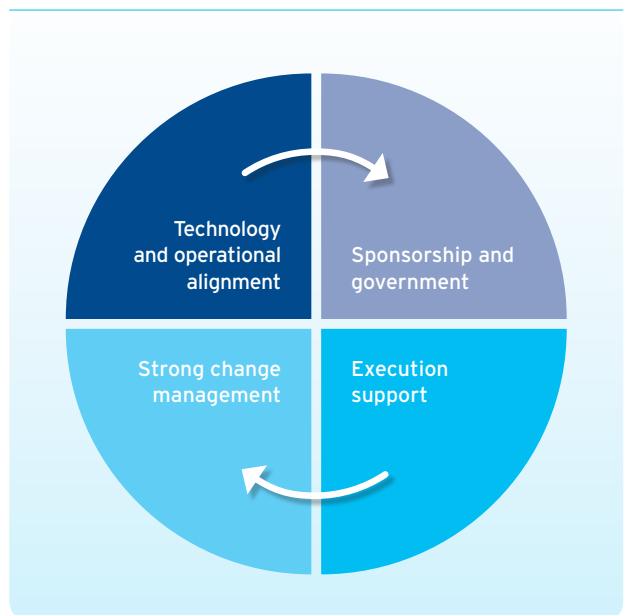 Technology
and operational
alignment
Sponsorship and
government
Strong change
management
Execution
support